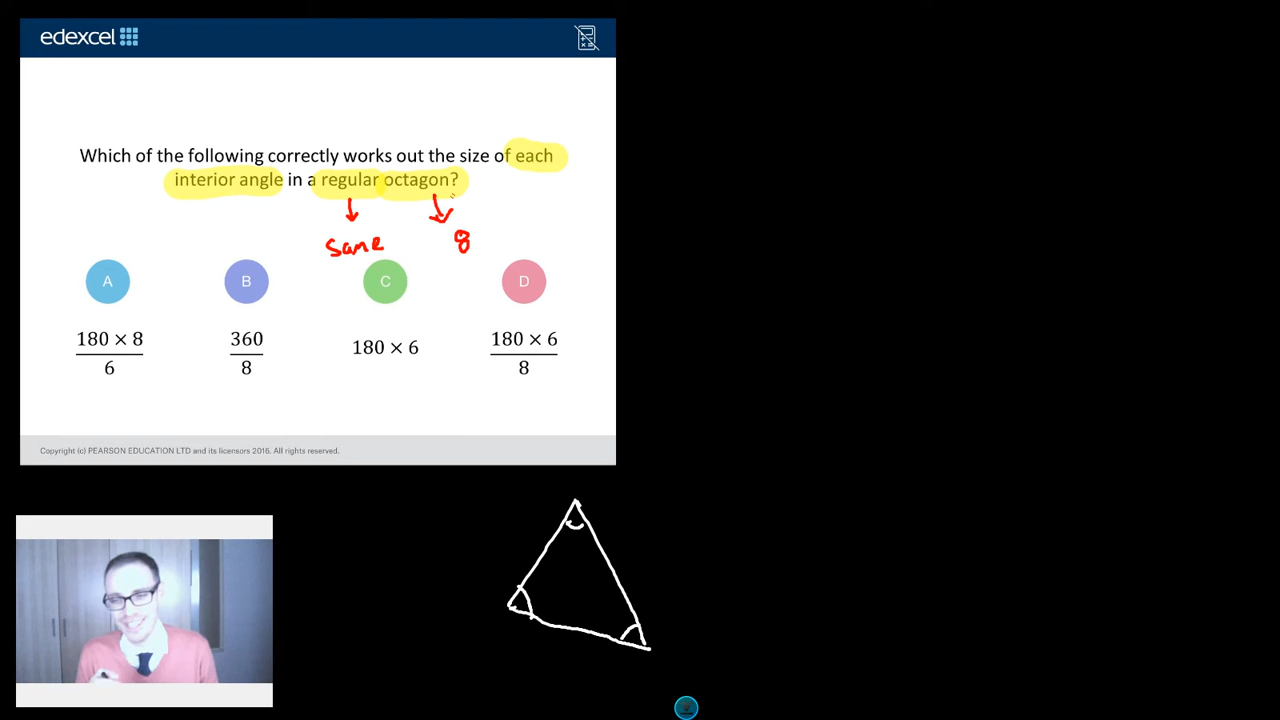 edexcel
Which of the following correctly works out the size of each
interior angle in a regular octagon?
same 8
A B C D
180 × 8 / 6
360 / 8
180 × 6
180 × 6 / 8
Copyright (c) PEARSON EDUCATION LTD and its licensors 2016. All rights reserved.